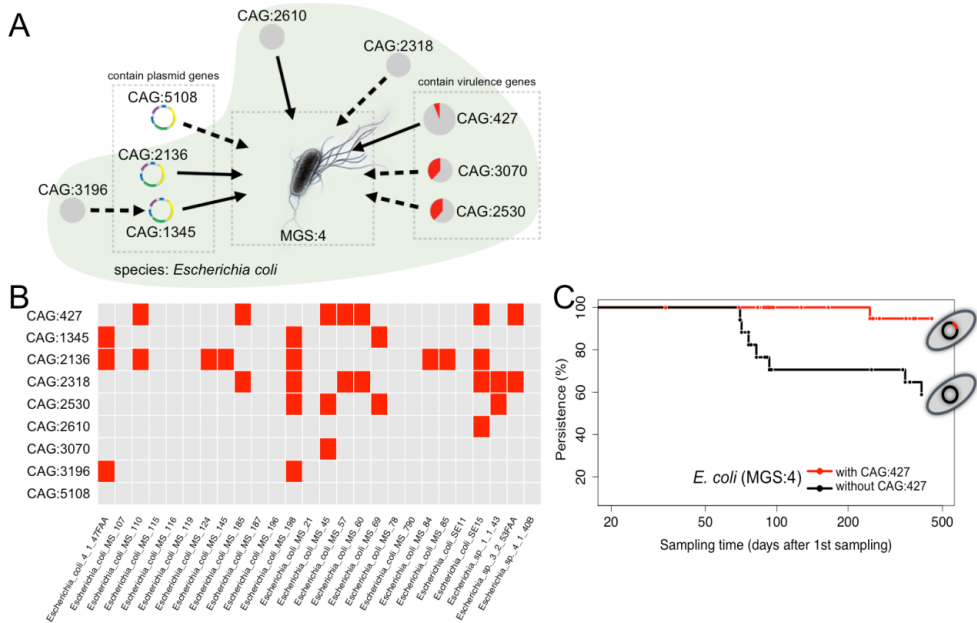 A
CAG:2610
CAG:2318
contain plasmid genes
contain virulence genes
CAG:5108
CAG:427
CAG:2136
CAG:3070
CAG:3196
CAG:2530
CAG:1345
MGS:4
species: Escherichia coli
B
CAG:427
CAG:1345
CAG:2136
CAG:2318
CAG:2530
CAG:2610
CAG:3070
CAG:3196
CAG:5108
Escherichia_coli_4_1_47FAA
Escherichia_coli_MS_107
Escherichia_coli_MS_110
Escherichia_coli_MS_115
Escherichia_coli_MS_116
Escherichia_coli_MS_119
Escherichia_coli_MS_124
Escherichia_coli_MS_145
Escherichia_coli_MS_185
Escherichia_coli_MS_187
Escherichia_coli_MS_196
Escherichia_coli_MS_198
Escherichia_coli_MS_21
Escherichia_coli_MS_45
Escherichia_coli_MS_57
Escherichia_coli_MS_60
Escherichia_coli_MS_69
Escherichia_coli_MS_78
Escherichia_coli_MS_790
Escherichia_coli_MS_84
Escherichia_coli_MS_85
Escherichia_coli_SE11
Escherichia_coli_SE15
Escherichia_sp._1_1_43
Escherichia_sp._3_2_53FAA
Escherichia_sp._4_1_40B
C
Persistence (%)
100
80
60
40
20
E. coli (MGS:4)
with CAG:427
without CAG:427
20
50
100
200
500
Sampling time (days after 1st sampling)